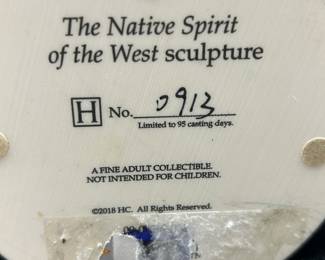 The Native Spirit
of the West sculpture
H No. 0913
Limited to 95 casting days.
A FINE ADULT COLLECTIBLE.
NOT INTENDED FOR CHILDREN.
©2018 HC. All Rights Reserved.